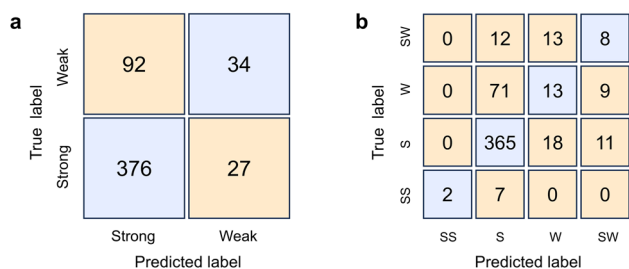 a
True label
Weak
Strong
92 34
376 27
Strong Weak
Predicted label
b
True label
SW
W
S
SS
0 12 13 8
0 71 13 9
0 365 18 11
2 7 0 0
SS S W SW
Predicted label